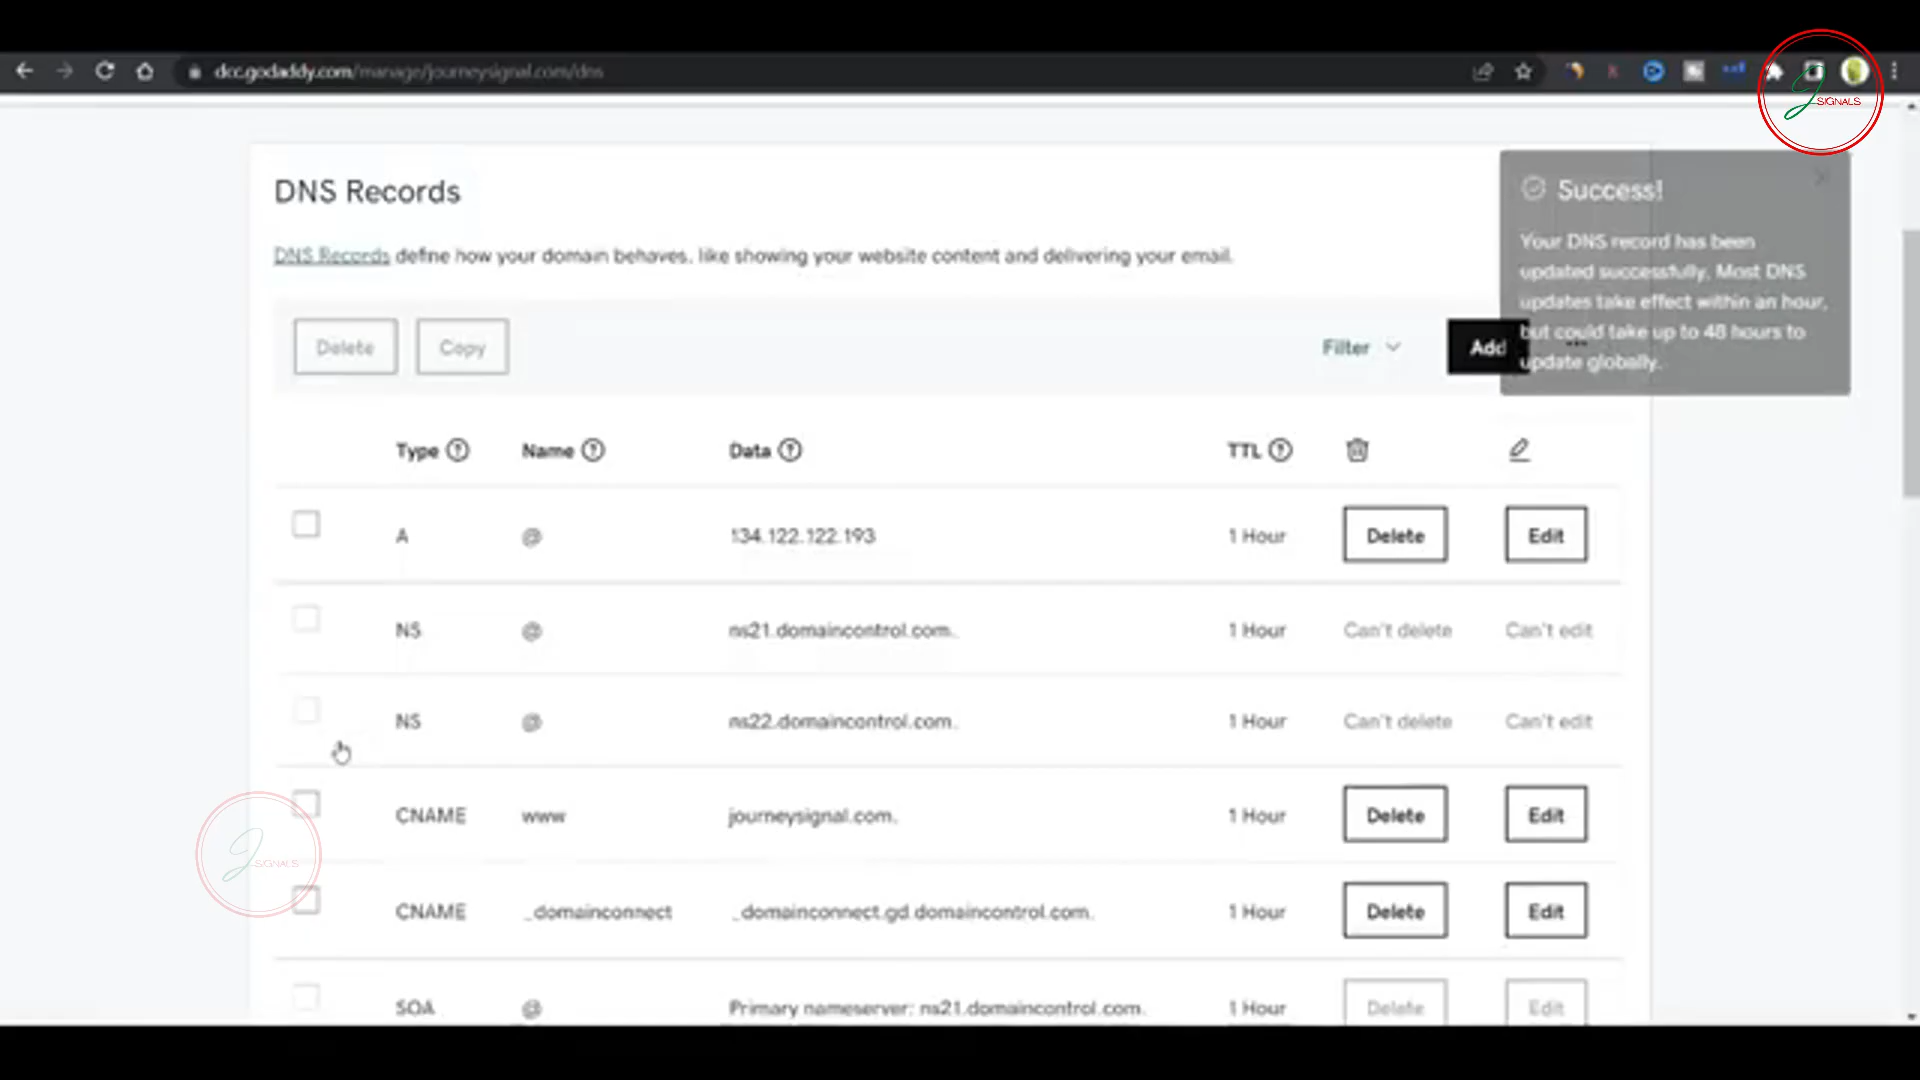 dcc.godaddy.com/manage/journeysignal.com/dns
SIGNALS
DNS Records
Success!
Your DNS record has been
updated successfully. Most DNS
updates take effect within an hour,
but could take up to 48 hours to
update globally.
DNS Records define how your domain behaves, like showing your website content and delivering your email.
Delete Copy Filter Add
Type Name Data TTL
A @ 134.122.122.193 1 Hour Delete Edit
NS @ ns21.domaincontrol.com. 1 Hour Can't delete Can't edit
NS @ ns22.domaincontrol.com. 1 Hour Can't delete Can't edit
CNAME www journeysignal.com. 1 Hour Delete Edit
SIGNALS
CNAME _domainconnect _domainconnect.gd.domaincontrol.com. 1 Hour Delete Edit
SOA @ Primary nameserver: ns21.domaincontrol.com. 1 Hour Delete Edit